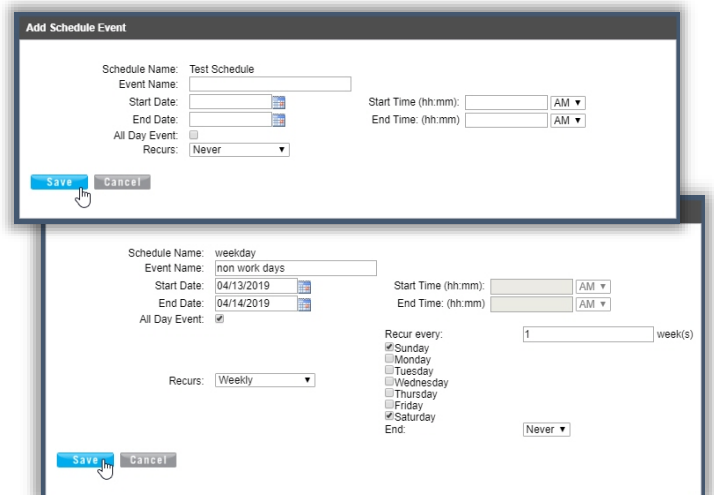 Add Schedule Event
Schedule Name: Test Schedule
Event Name:
Start Date: Start Time (hh:mm): AM
End Date: End Time: (hh:mm) AM
All Day Event:
Recurs: Never
Save Cancel
Schedule Name: weekday
Event Name: non work days
Start Date: 04/13/2019 Start Time (hh:mm): AM
End Date: 04/14/2019 End Time: (hh:mm) AM
All Day Event:
Recur every: 1 week(s)
Sunday
Monday
Tuesday
Recurs: Weekly Wednesday
Thursday
Friday
Saturday
End: Never
Save Cancel